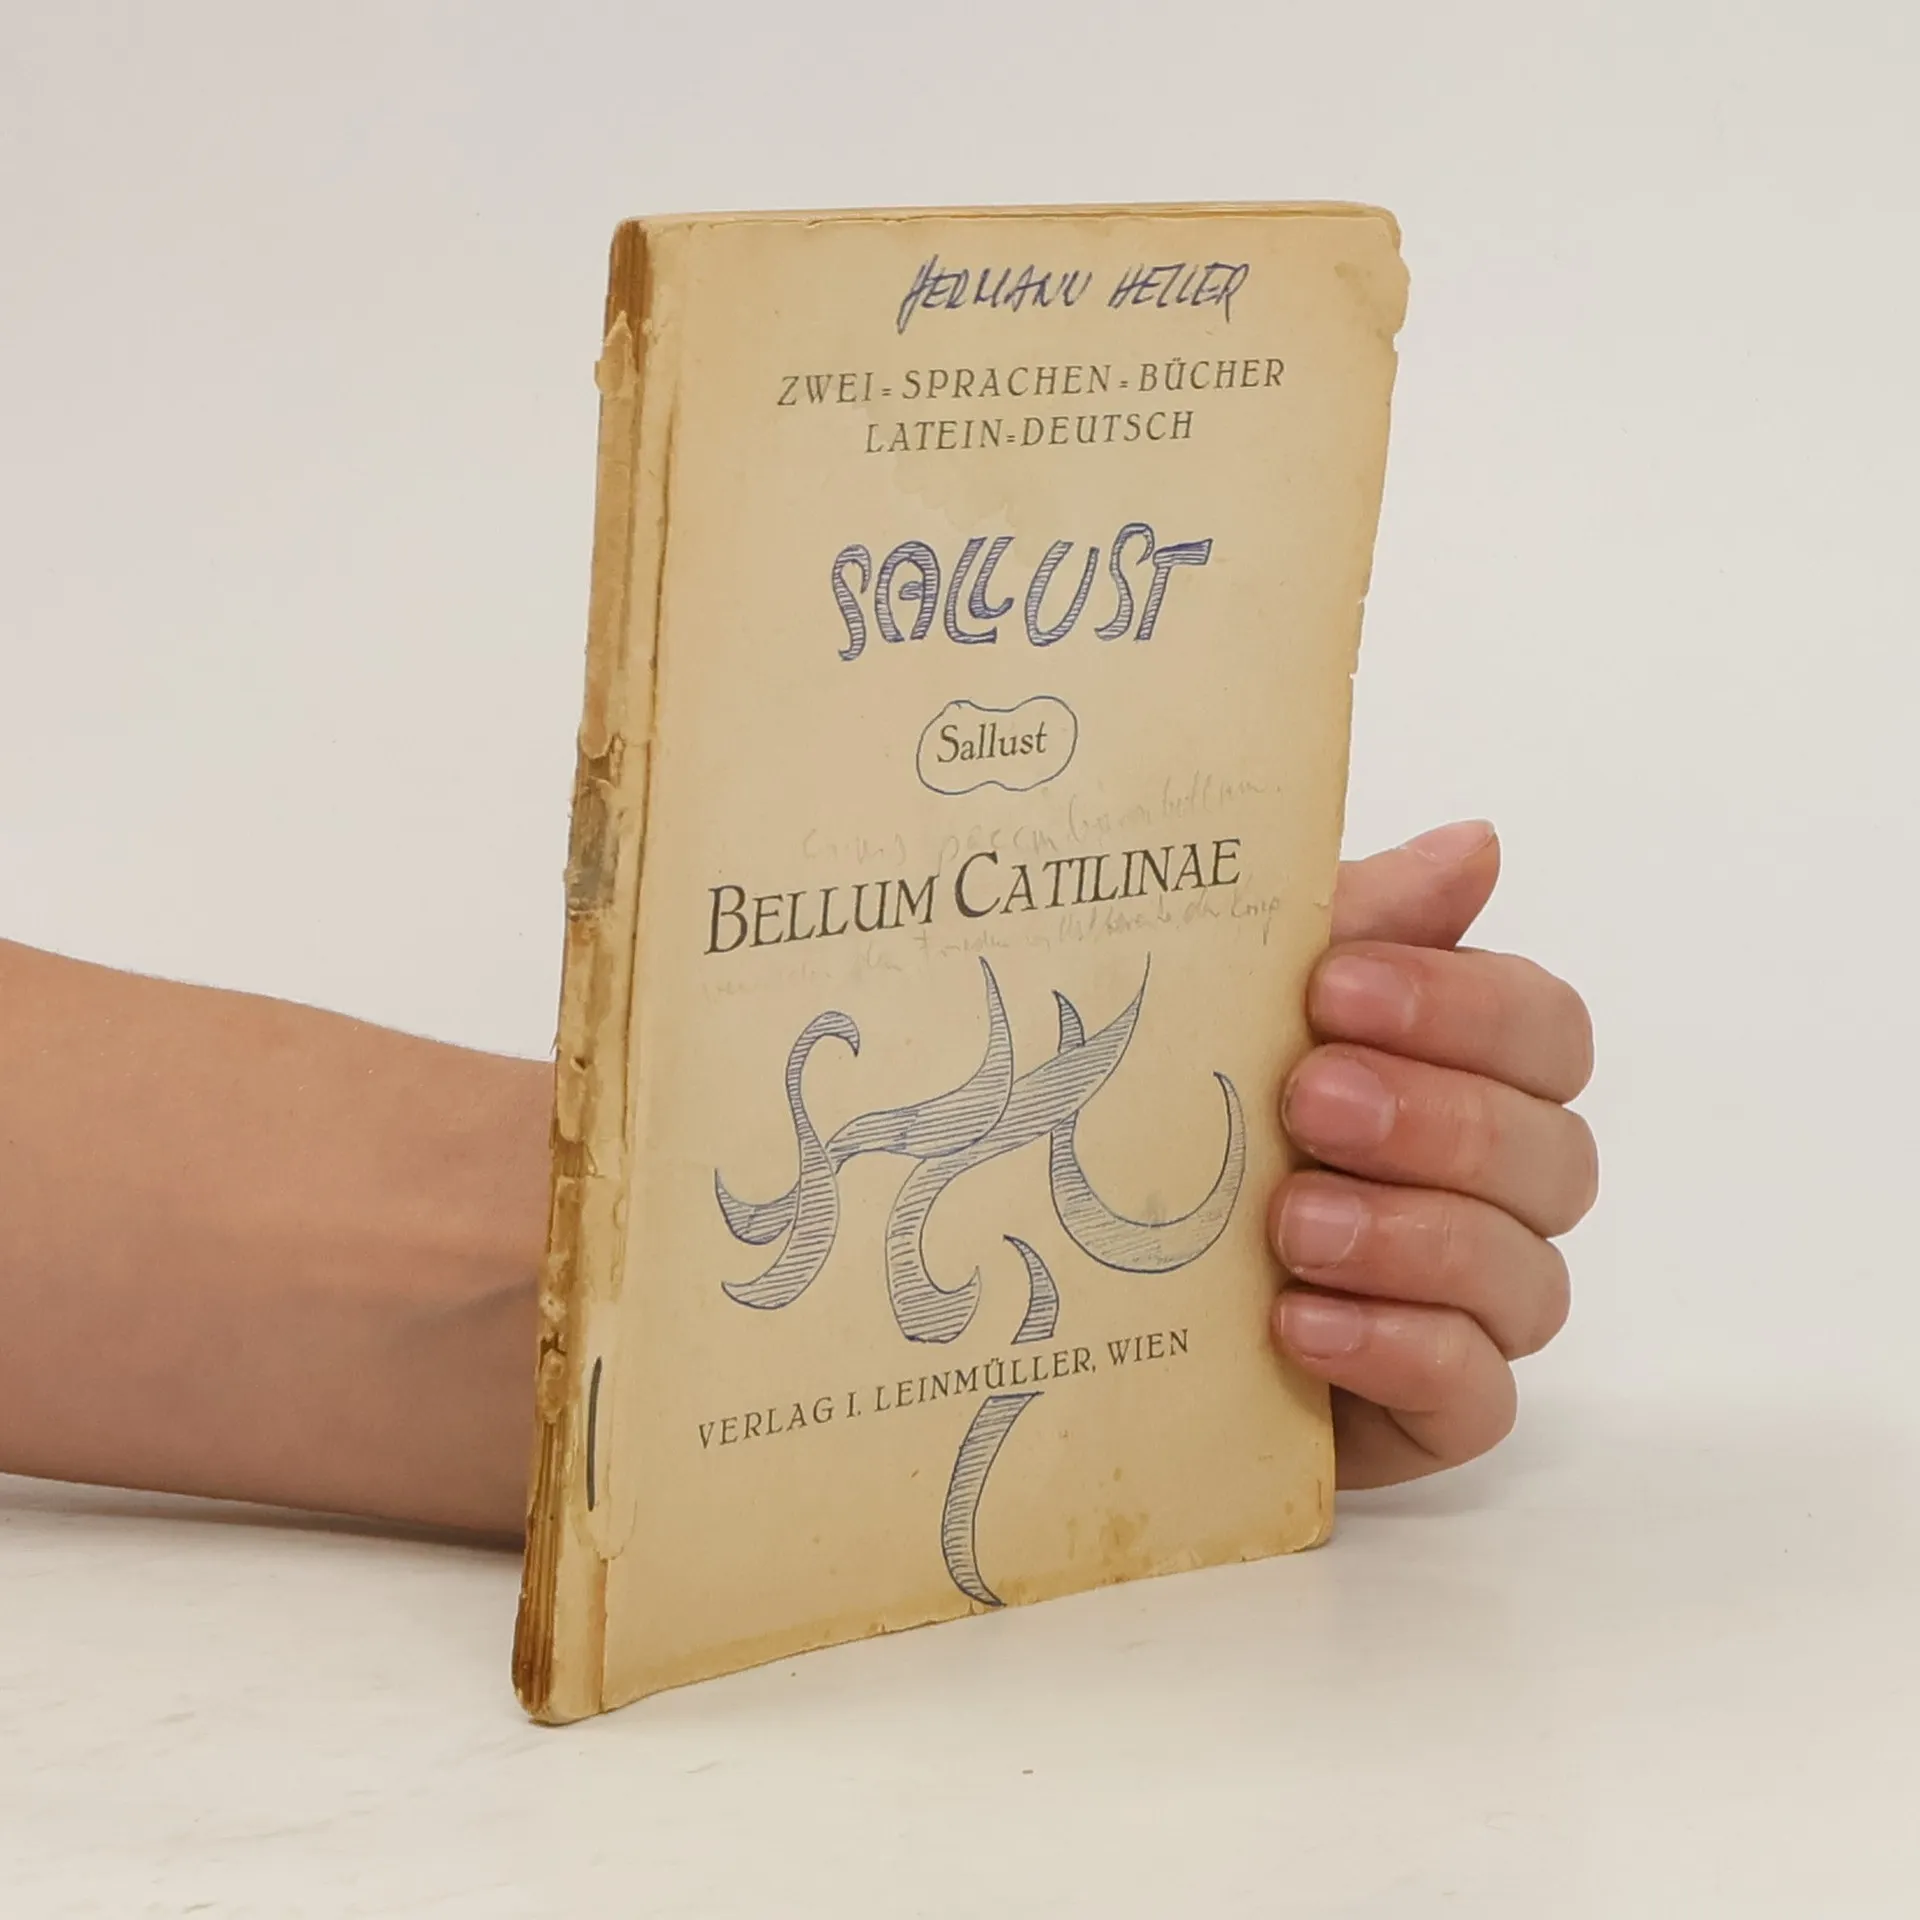 HERMANN HELLER
ZWEI=SPRACHEN=BÜCHER
LATEIN=DEUTSCH
SALLUST
Sallust
BELLUM CATILINAE
VERLAG I. LEINMÜLLER, WIEN